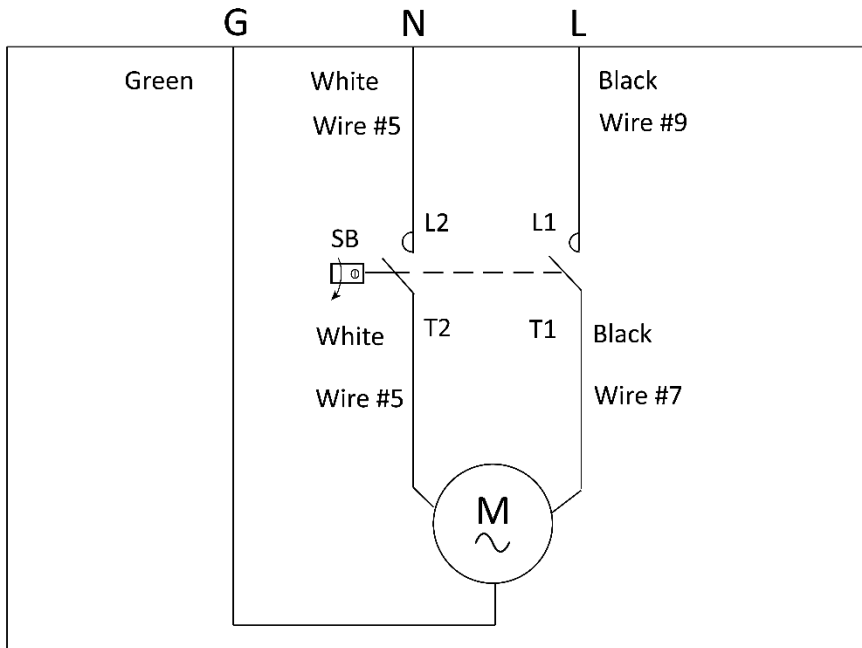 G N L
Green White Black
Wire #5 Wire #9
L2 L1
SB
White T2 T1 Black
Wire #5 Wire #7
M